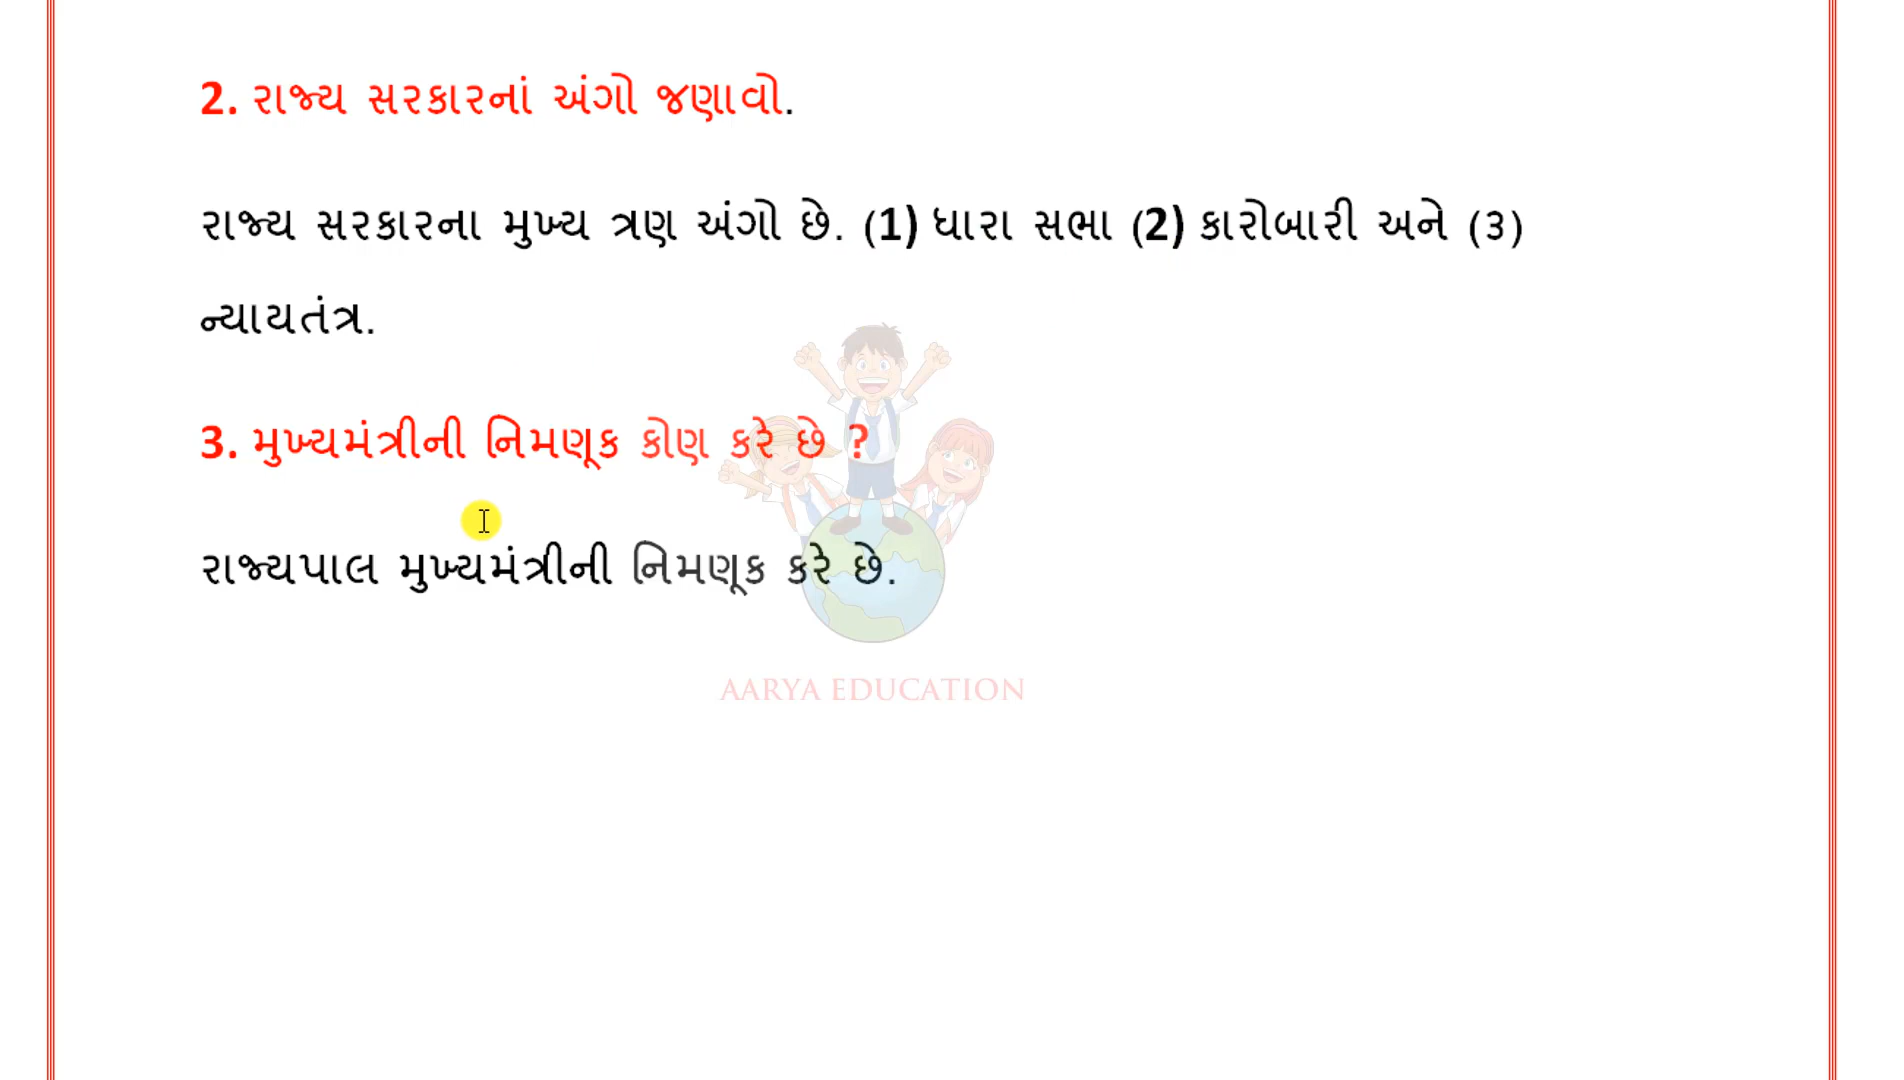 2. રાજ્ય સરકારનાં અંગો જણાવો.
રાજ્ય સરકારના મુખ્ય ત્રણ અંગો છે. (1) ધારા સભા (2) કારોબારી અને (૩)
ન્યાયતંત્ર.
3. મુખ્યમંત્રીની નિમણૂક કોણ કરે છે ?
રાજ્યપાલ મુખ્યમંત્રીની નિમણૂક કરે છે.
AARYA EDUCATION